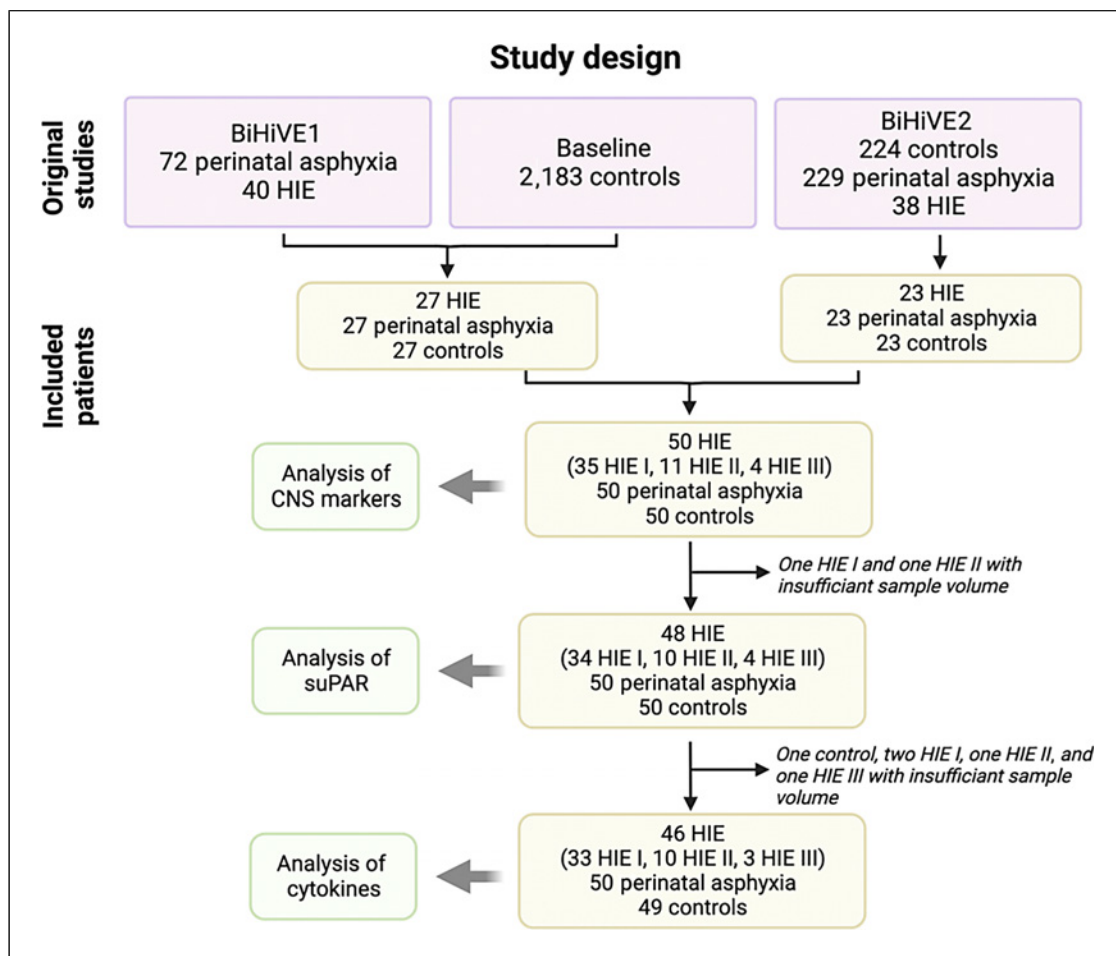 Study design
Original
studies
BiHiVE1
72 perinatal asphyxia
40 HIE
Baseline
2,183 controls
BiHiVE2
224 controls
229 perinatal asphyxia
38 HIE
Included
patients
27 HIE
27 perinatal asphyxia
27 controls
23 HIE
23 perinatal asphyxia
23 controls
Analysis of
CNS markers
50 HIE
(35 HIE I, 11 HIE II, 4 HIE III)
50 perinatal asphyxia
50 controls
One HIE I and one HIE II with
insufficiant sample volume
Analysis of
suPAR
48 HIE
(34 HIE I, 10 HIE II, 4 HIE III)
50 perinatal asphyxia
50 controls
One control, two HIE I, one HIE II, and
one HIE III with insufficiant sample
volume
Analysis of
cytokines
46 HIE
(33 HIE I, 10 HIE II, 3 HIE III)
50 perinatal asphyxia
49 controls